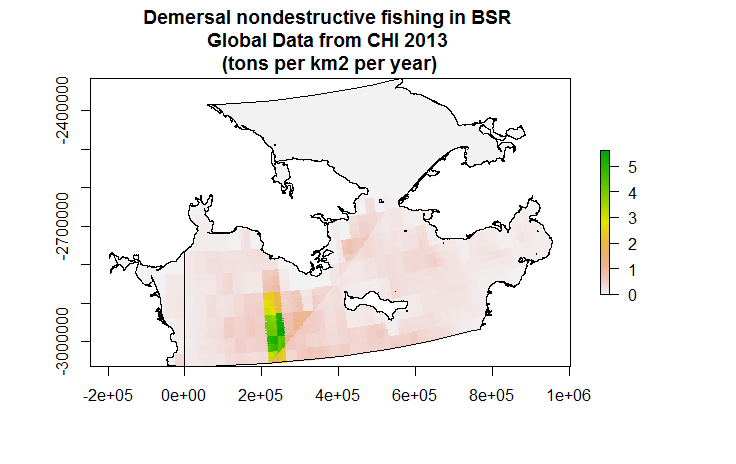 Demersal nondestructive fishing in BSR
Global Data from CHI 2013
(tons per km2 per year)
-2400000
-2700000
-3000000
-2e+05 0e+00 2e+05 4e+05 6e+05 8e+05 1e+06
5
4
3
2
1
0